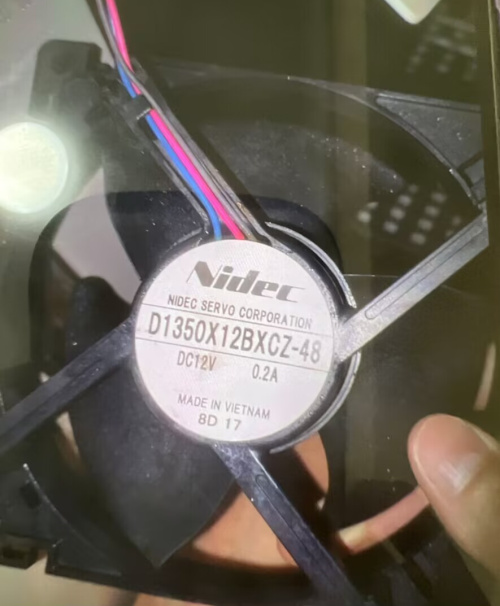 Nidec
NIDEC SERVO CORPORATION
D1350X12BXCZ-48
DC12V 0.2A
MADE IN VIETNAM
8D 17